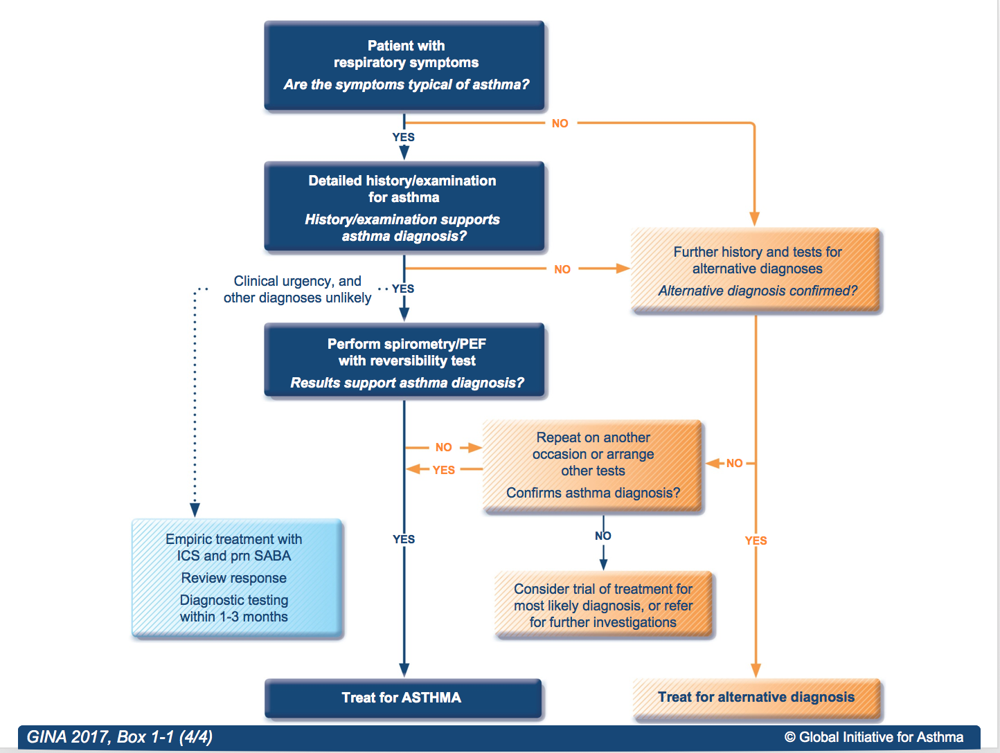 Patient with
respiratory symptoms
Are the symptoms typical of asthma?
NO
YES
Detailed history/examination
for asthma
History/examination supports
asthma diagnosis?
Further history and tests for
alternative diagnoses
Alternative diagnosis confirmed?
NO
Clinical urgency, and
other diagnoses unlikely
YES
Perform spirometry/PEF
with reversibility test
Results support asthma diagnosis?
Repeat on another
occasion or arrange
other tests
Confirms asthma diagnosis?
NO
YES
NO
YES
NO
YES
Empiric treatment with
ICS and prn SABA
Review response
Diagnostic testing
within 1-3 months
Consider trial of treatment for
most likely diagnosis, or refer
for further investigations
Treat for ASTHMA
Treat for alternative diagnosis
GINA 2017, Box 1-1 (4/4)
© Global Initiative for Asthma